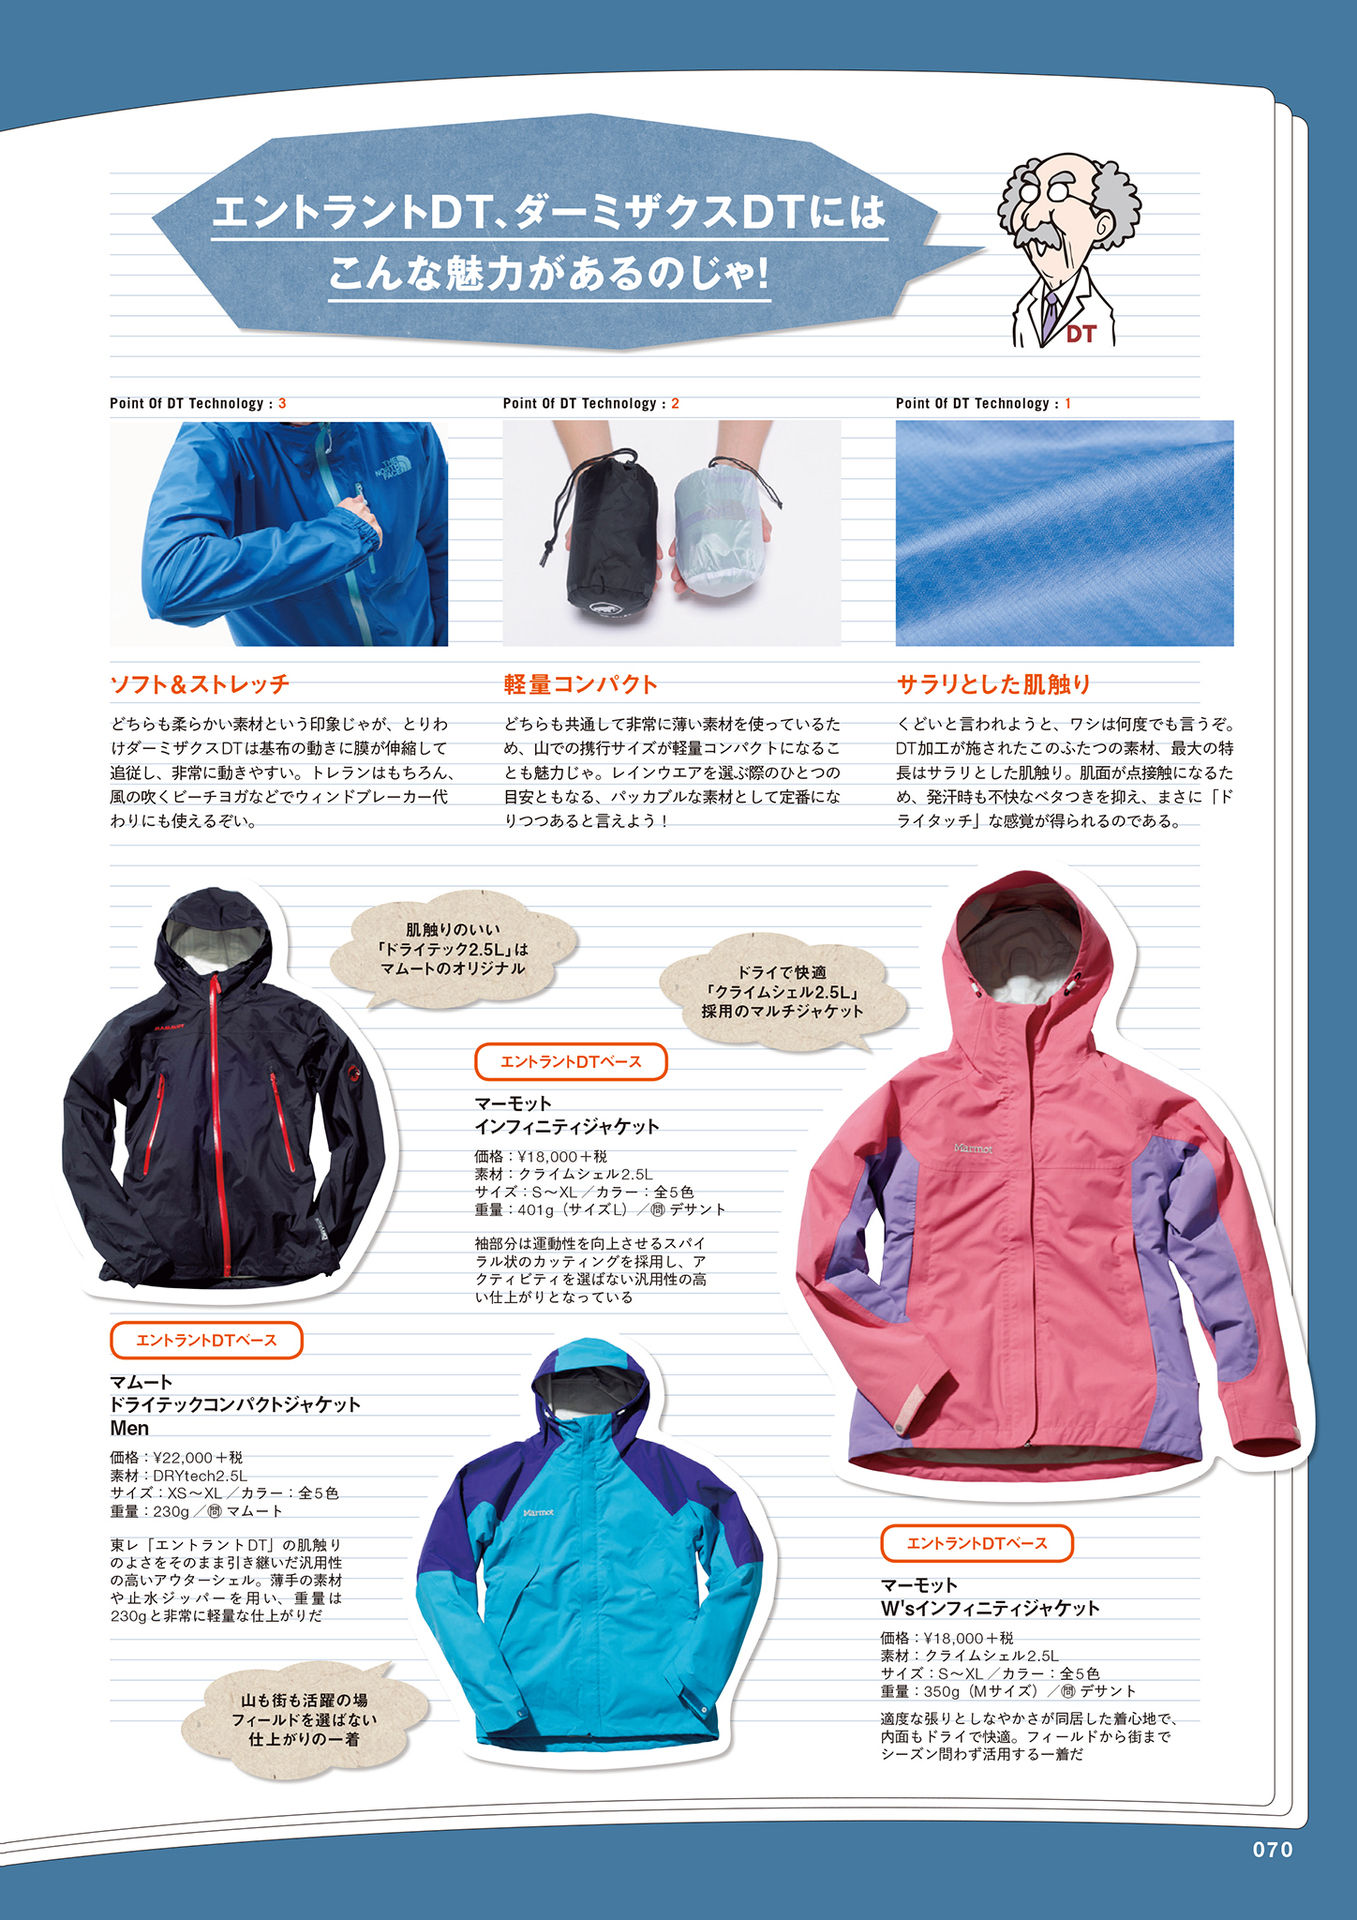 エントラントDT、ダーミザクスDTには
こんな魅力があるのじゃ!
DT
Point Of DT Technology : 3
THE
NORTH
FACE
ソフト&ストレッチ
どちらも柔らかい素材という印象じゃが、とりわ
けダーミザクスDTは基布の動きに膜が伸縮して
追従し、非常に動きやすい。トレランはもちろん、
風の吹くビーチヨガなどでウィンドブレーカー代
わりにも使えるぞい。
Point Of DT Technology : 2
軽量コンパクト
どちらも共通して非常に薄い素材を使っているた
め、山での携行サイズが軽量コンパクトになるこ
とも魅力じゃ。レインウエアを選ぶ際のひとつの
目安ともなる、パッカブルな素材として定番にな
りつつあると言えよう！
Point Of DT Technology : 1
サラリとした肌触り
くどいと言われようと、ワシは何度でも言うぞ。
DT加工が施されたこのふたつの素材、最大の特
長はサラリとした肌触り。肌面が点接触になるた
め、発汗時も不快なベタつきを抑え、まさに「ド
ライタッチ」な感覚が得られるのである。
肌触りのいい
「ドライテック2.5L」は
マムートのオリジナル
MAMMUT
ドライで快適
「クライムシェル2.5L」
採用のマルチジャケット
Marmot
エントラントDTベース
マーモット
インフィニティジャケット
価格：¥18,000＋税
素材：クライムシェル2.5L
サイズ：S～XL／カラー：全5色
重量：401g（サイズL）／㉄ デサント
袖部分は運動性を向上させるスパイ
ラル状のカッティングを採用し、ア
クティビティを選ばない汎用性の高
い仕上がりとなっている
エントラントDTベース
マムート
ドライテックコンパクトジャケット
Men
価格：¥22,000＋税
素材：DRYtech2.5L
サイズ：XS～XL／カラー：全5色
重量：230g／㉄ マムート
東レ「エントラントDT」の肌触り
のよさをそのまま引き継いだ汎用性
の高いアウターシェル。薄手の素材
や止水ジッパーを用い、重量は
230gと非常に軽量な仕上がりだ
Marmot
山も街も活躍の場
フィールドを選ばない
仕上がりの一着
エントラントDTベース
マーモット
W'sインフィニティジャケット
価格：¥18,000＋税
素材：クライムシェル2.5L
サイズ：S～XL／カラー：全5色
重量：350g（Mサイズ）／㉄ デサント
適度な張りとしなやかさが同居した着心地で、
内面もドライで快適。フィールドから街まで
シーズン問わず活用する一着だ
070